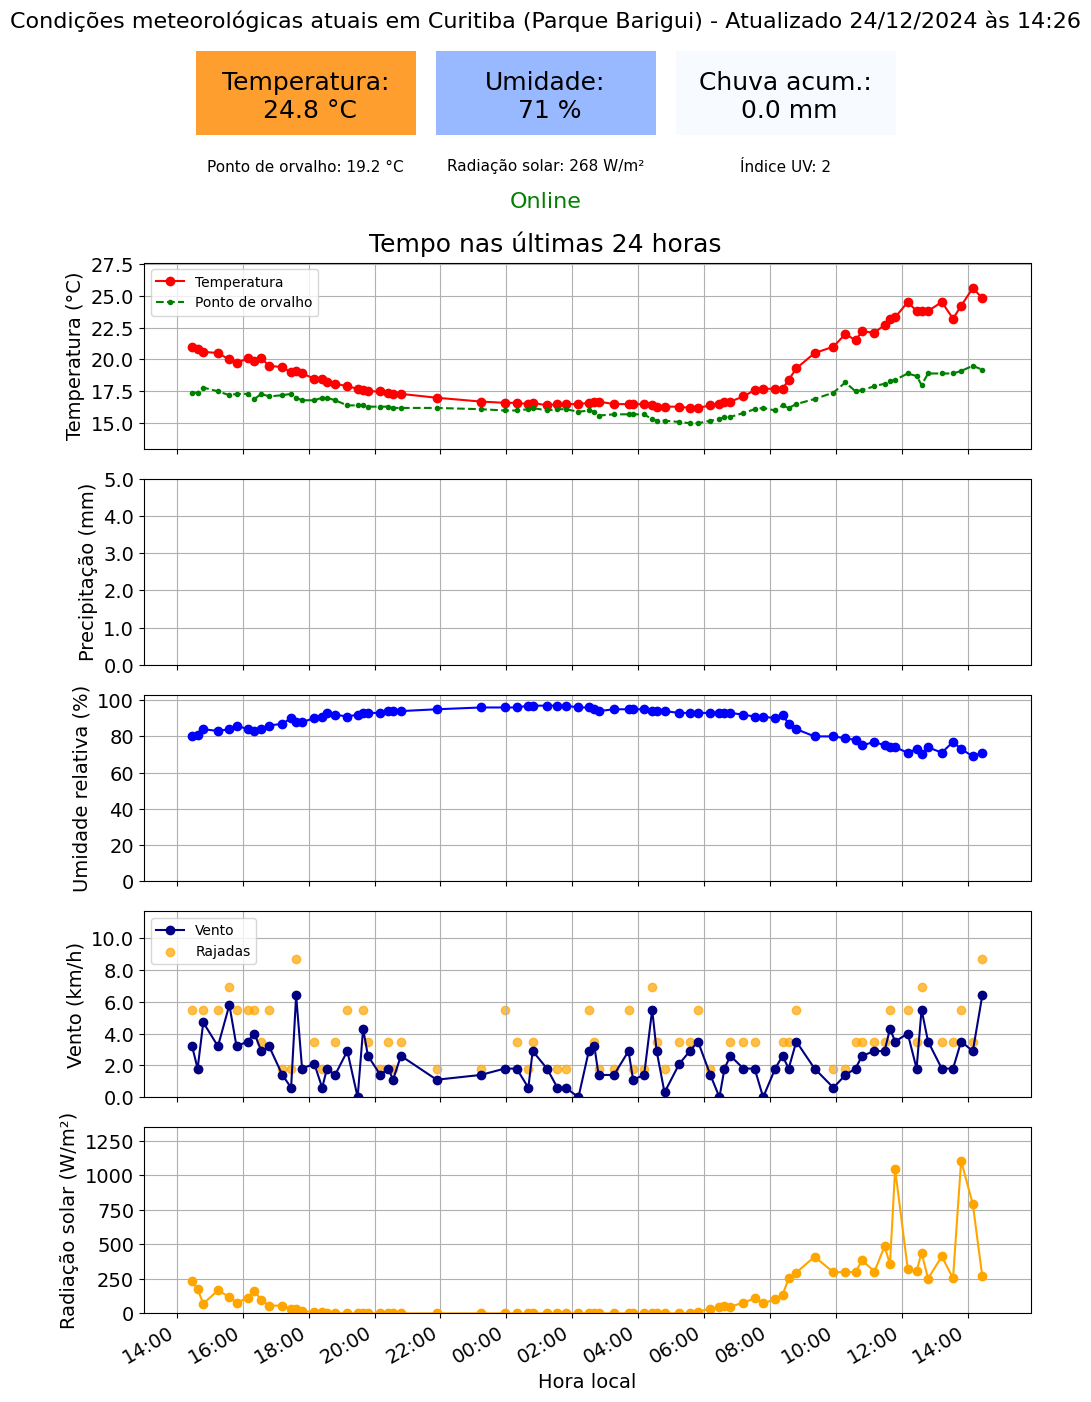 Condições meteorológicas atuais em Curitiba (Parque Barigui) - Atualizado 24/12/2024 às 14:26
Temperatura:
24.8 °C
Umidade:
71 %
Chuva acum.:
0.0 mm
Ponto de orvalho: 19.2 °C
Radiação solar: 268 W/m²
Índice UV: 2
Online
Tempo nas últimas 24 horas
Temperatura (°C)
27.5
25.0
22.5
20.0
17.5
15.0
Temperatura
Ponto de orvalho
Precipitação (mm)
5.0
4.0
3.0
2.0
1.0
0.0
Umidade relativa (%)
100
80
60
40
20
0
Vento (km/h)
10.0
8.0
6.0
4.0
2.0
0.0
Vento
Rajadas
Radiação solar (W/m²)
1250
1000
750
500
250
0
14:00
16:00
18:00
20:00
22:00
00:00
02:00
04:00
06:00
08:00
10:00
12:00
14:00
Hora local